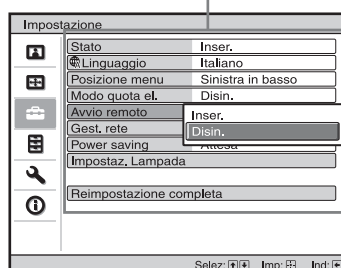 Impostazione
Stato Inser.
Linguaggio Italiano
Posizione menu Sinistra in basso
Modo quota el. Disin.
Avvio remoto Inser.
Disin.
Gest. rete
Power saving Attesa
Impostaz. Lampada
Reimpostazione completa
Selez: Imp: Ind: